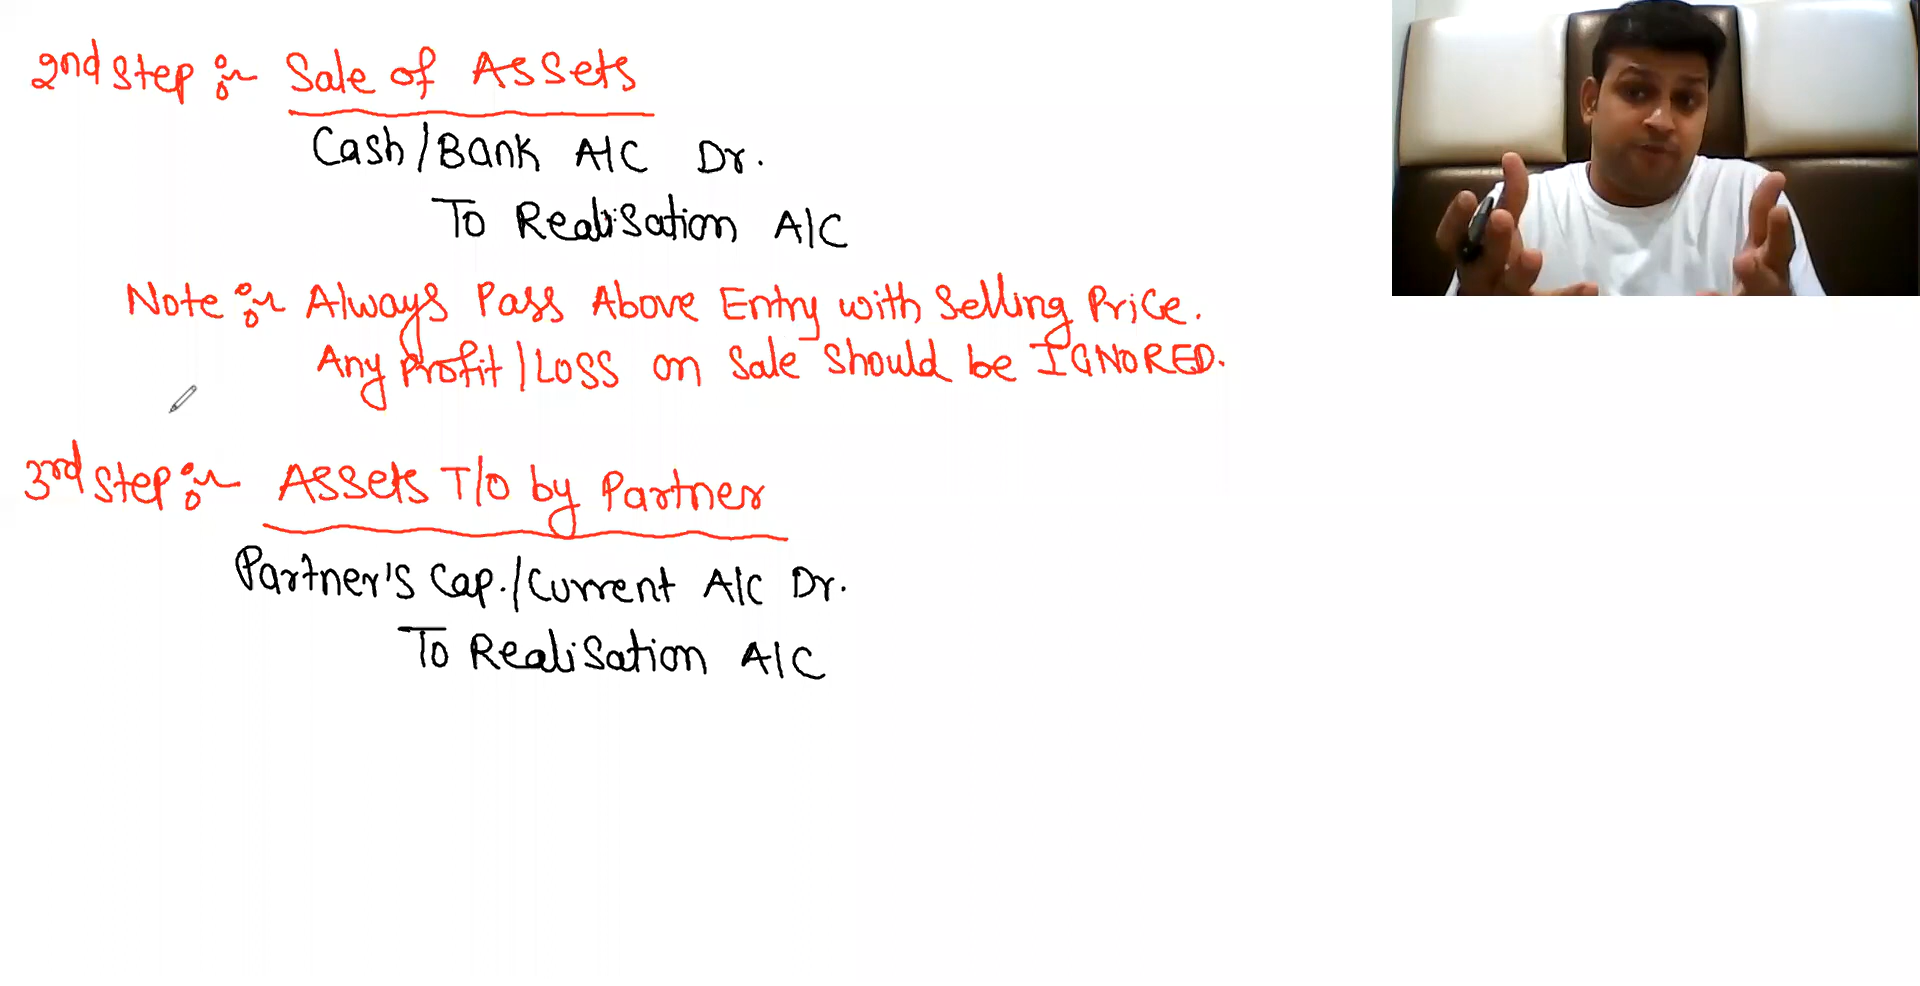 2nd Step :- Sale of Assets
Cash/Bank A/C Dr.
To Realisation A/C
Note :- Always Pass Above Entry with Selling Price.
Any Profit/Loss on Sale Should be IGNORED.
3rd Step :- Assets T/O by Partner
Partner's Cap./Current A/C Dr.
To Realisation A/C